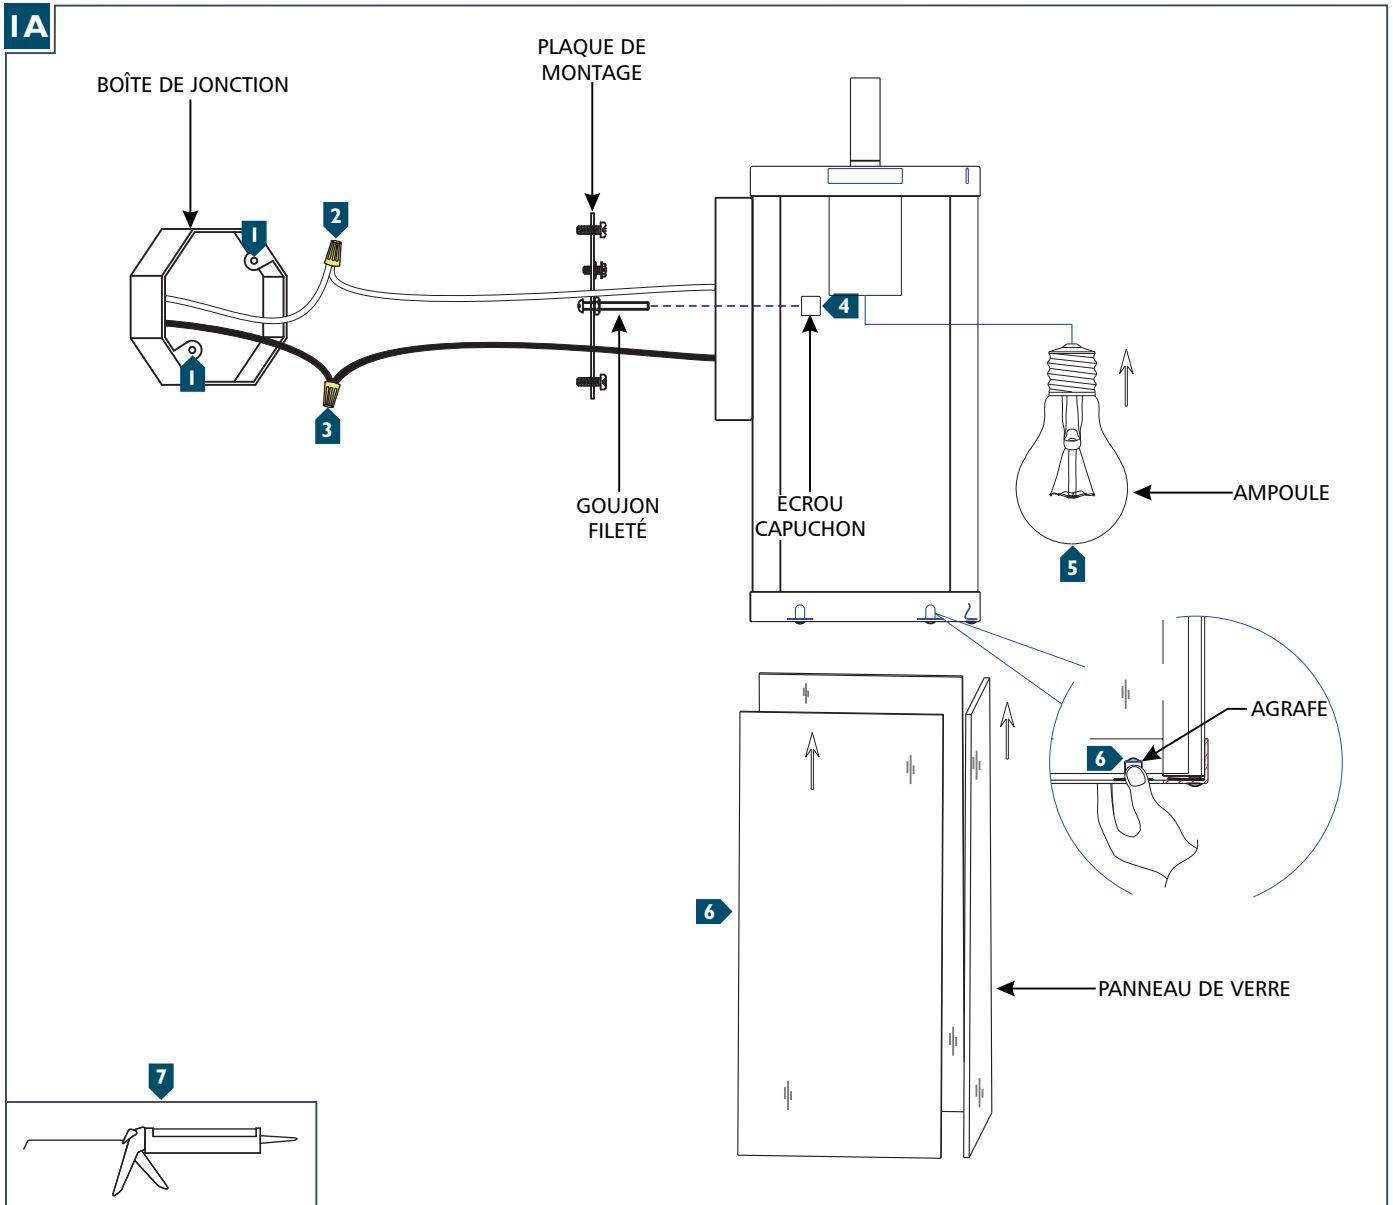 1A
PLAQUE DE
MONTAGE
BOÎTE DE JONCTION
1
2
4
1
3
GOUJON
FILETÉ
ECROU
CAPUCHON
AMPOULE
5
AGRAFE
6
6
PANNEAU DE VERRE
7